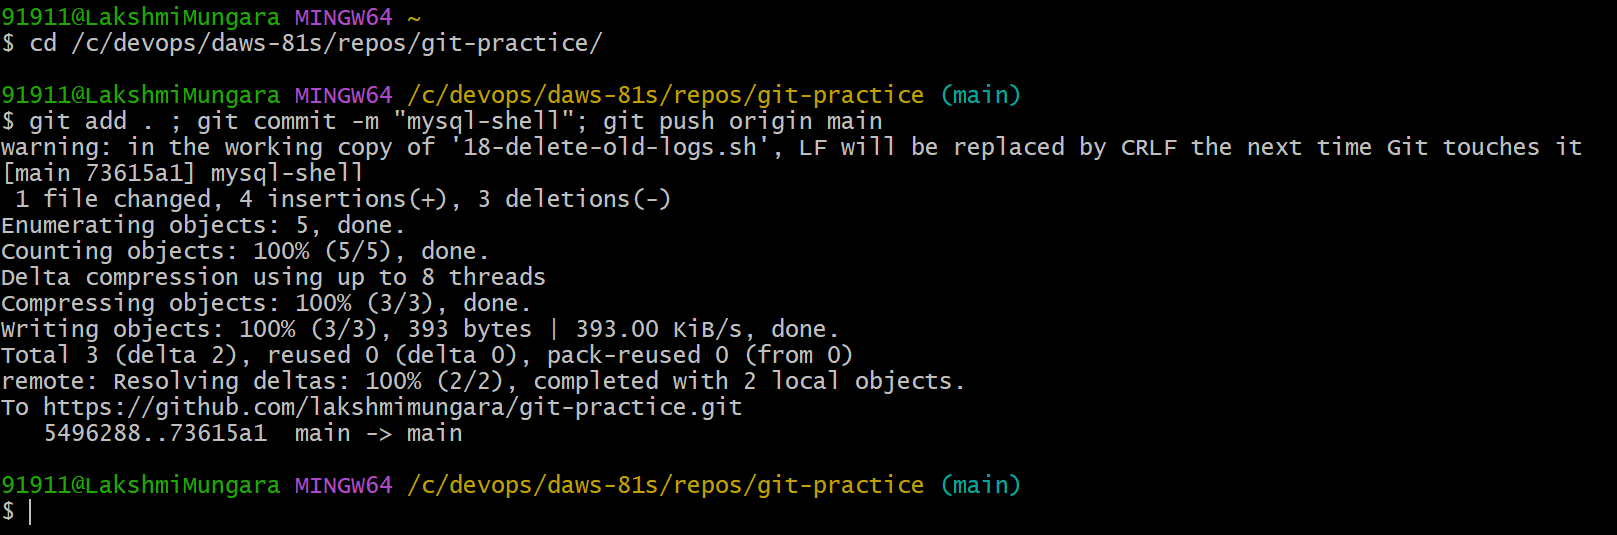 91911@LakshmiMungara MINGW64 ~
$ cd /c/devops/daws-81s/repos/git-practice/
91911@LakshmiMungara MINGW64 /c/devops/daws-81s/repos/git-practice (main)
$ git add . ; git commit -m "mysql-shell"; git push origin main
warning: in the working copy of '18-delete-old-logs.sh', LF will be replaced by CRLF the next time Git touches it
[main 73615a1] mysql-shell
 1 file changed, 4 insertions(+), 3 deletions(-)
Enumerating objects: 5, done.
Counting objects: 100% (5/5), done.
Delta compression using up to 8 threads
Compressing objects: 100% (3/3), done.
Writing objects: 100% (3/3), 393 bytes | 393.00 KiB/s, done.
Total 3 (delta 2), reused 0 (delta 0), pack-reused 0 (from 0)
remote: Resolving deltas: 100% (2/2), completed with 2 local objects.
To https://github.com/lakshmimungara/git-practice.git
   5496288..73615a1  main -> main
91911@LakshmiMungara MINGW64 /c/devops/daws-81s/repos/git-practice (main)
$